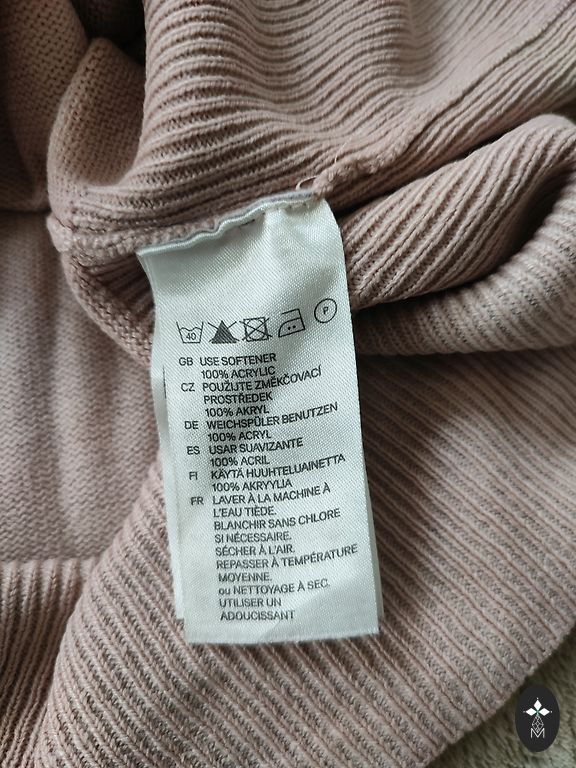 40
P
GB USE SOFTENER
100% ACRYLIC
CZ POUŽIJTE ZMĚKČOVACÍ
PROSTŘEDEK
100% AKRYL
DE WEICHSPÜLER BENUTZEN
100% ACRYL
ES USAR SUAVIZANTE
100% ACRIL
FI KÄYTÄ HUUHTELUAINETTA
100% AKRYYLIA
FR LAVER À LA MACHINE À
L'EAU TIÈDE.
BLANCHIR SANS CHLORE
SI NÉCESSAIRE.
SÉCHER À L'AIR.
REPASSER À TEMPÉRATURE
MOYENNE.
ou NETTOYAGE À SEC.
UTILISER UN
ADOUCISSANT
M